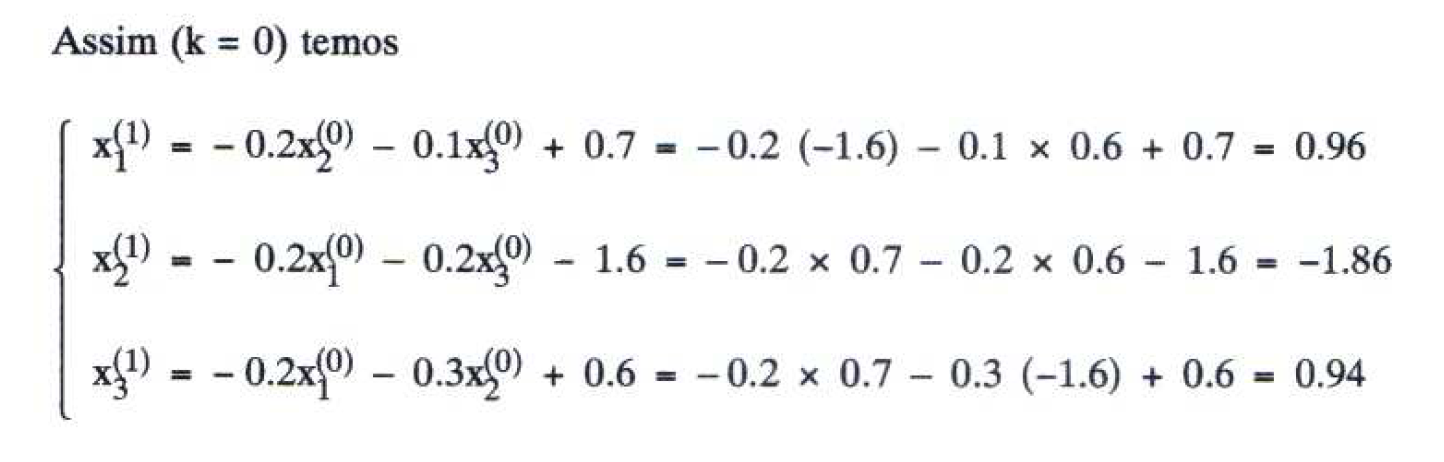 Assim (k = 0) temos
x₁⁽¹⁾ = – 0.2x₂⁽⁰⁾ – 0.1x₃⁽⁰⁾ + 0.7 = –0.2 (–1.6) – 0.1 × 0.6 + 0.7 = 0.96
x₂⁽¹⁾ = – 0.2x₁⁽⁰⁾ – 0.2x₃⁽⁰⁾ – 1.6 = –0.2 × 0.7 – 0.2 × 0.6 – 1.6 = –1.86
x₃⁽¹⁾ = – 0.2x₁⁽⁰⁾ – 0.3x₂⁽⁰⁾ + 0.6 = –0.2 × 0.7 – 0.3 (–1.6) + 0.6 = 0.94